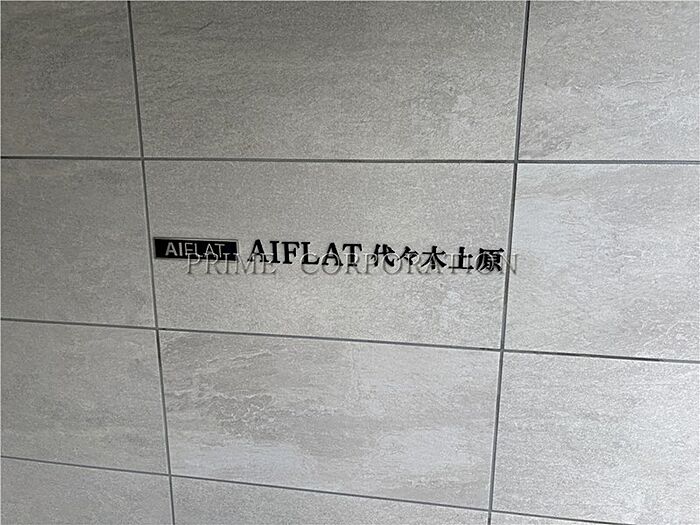 AIFLAT AIFLAT 代々木上原
PRIME CORPORATION